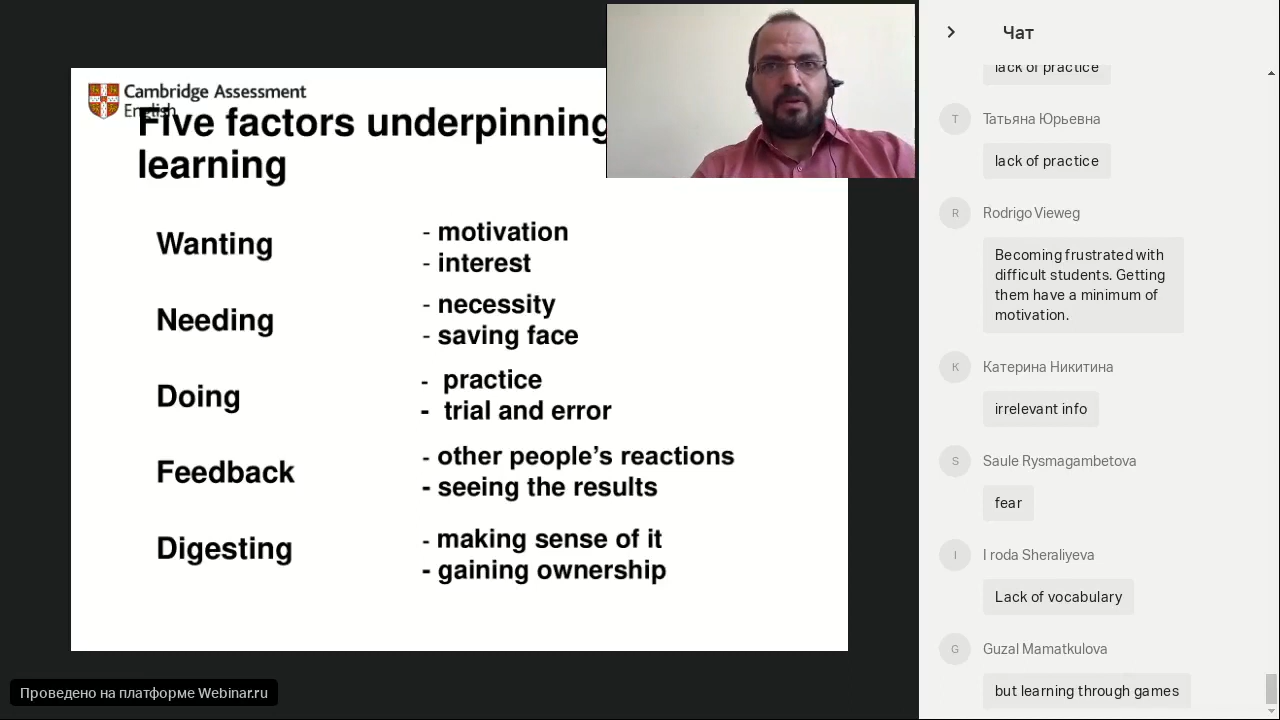 Cambridge Assessment
English
Five factors underpinning
learning
Wanting
- motivation
- interest
Needing
- necessity
- saving face
Doing
- practice
- trial and error
Feedback
- other people’s reactions
- seeing the results
Digesting
- making sense of it
- gaining ownership
Проведено на платформе Webinar.ru
Чат
lack of practice
Т
Татьяна Юрьевна
lack of practice
R
Rodrigo Vieweg
Becoming frustrated with
difficult students. Getting
them have a minimum of
motivation.
К
Катерина Никитина
irrelevant info
S
Saule Rysmagambetova
fear
I
I roda Sheraliyeva
Lack of vocabulary
G
Guzal Mamatkulova
but learning through games